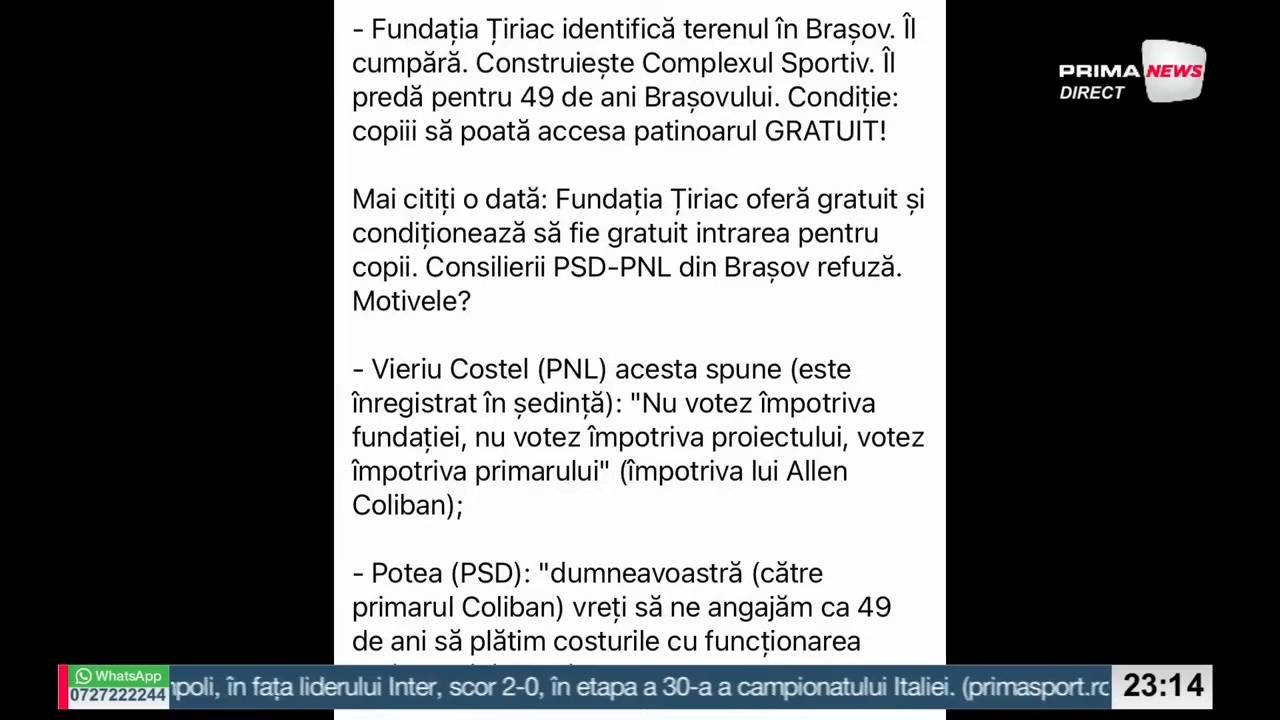 - Fundația Țiriac identifică terenul în Brașov. Îl
cumpără. Construiește Complexul Sportiv. Îl
predă pentru 49 de ani Brașovului. Condiție:
copiii să poată accesa patinoarul GRATUIT!
Mai citiți o dată: Fundația Țiriac oferă gratuit și
condiționează să fie gratuit intrarea pentru
copii. Consilierii PSD-PNL din Brașov refuză.
Motivele?
- Vieriu Costel (PNL) acesta spune (este
înregistrat în ședință): "Nu votez împotriva
fundației, nu votez împotriva proiectului, votez
împotriva primarului" (împotriva lui Allen
Coliban);
- Potea (PSD): "dumneavoastră (către
primarul Coliban) vreți să ne angajăm ca 49
de ani să plătim costurile cu funcționarea
PRIMA NEWS
DIRECT
WhatsApp
0727222244
în fața liderului Inter, scor 2-0, în etapa a 30-a a campionatului Italiei. (primasport.ro
23:14